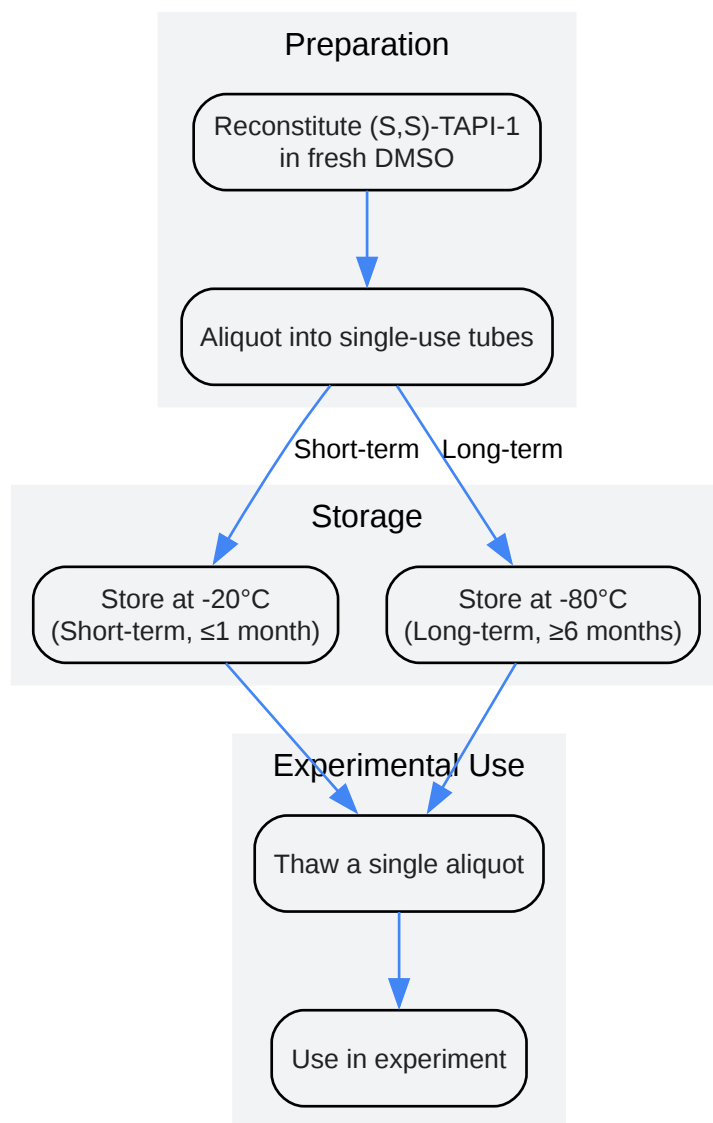 Preparation
Reconstitute (S,S)-TAPI-1
in fresh DMSO
Aliquot into single-use tubes
Short-term
Long-term
Storage
Store at -20°C
(Short-term, ≤1 month)
Store at -80°C
(Long-term, ≥6 months)
Experimental Use
Thaw a single aliquot
Use in experiment